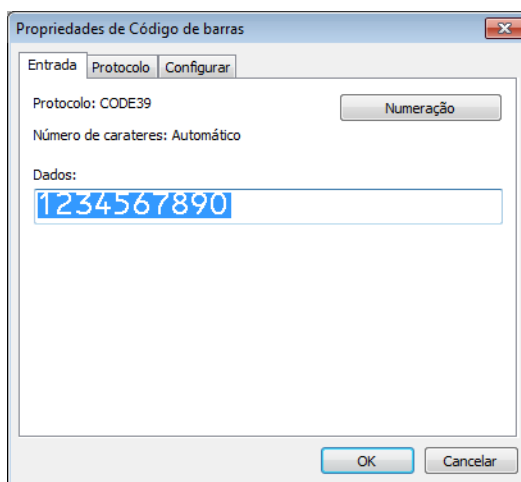 Propriedades de Código de barras
Entrada Protocolo Configurar
Protocolo: CODE39 Numeração
Número de carateres: Automático
Dados:
1234567890
OK Cancelar